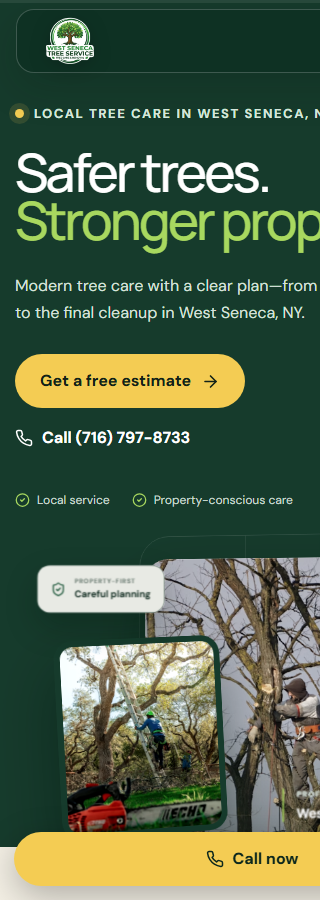 WEST SENECA
TREE SERVICE
LOCAL TREE CARE IN WEST SENECA, N
Safer trees.
Stronger prop
Modern tree care with a clear plan—from
to the final cleanup in West Seneca, NY.
Get a free estimate
Call (716) 797-8733
Local service
Property-conscious care
PROPERTY-FIRST
Careful planning
ECHO
PROF
Wes
Call now